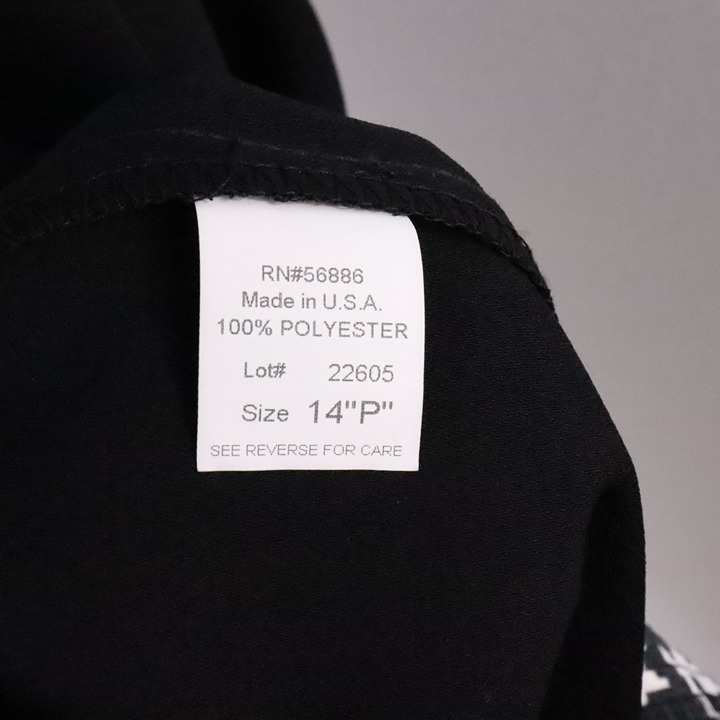 RN#56886
Made in U.S.A.
100% POLYESTER
Lot# 22605
Size 14"P"
SEE REVERSE FOR CARE